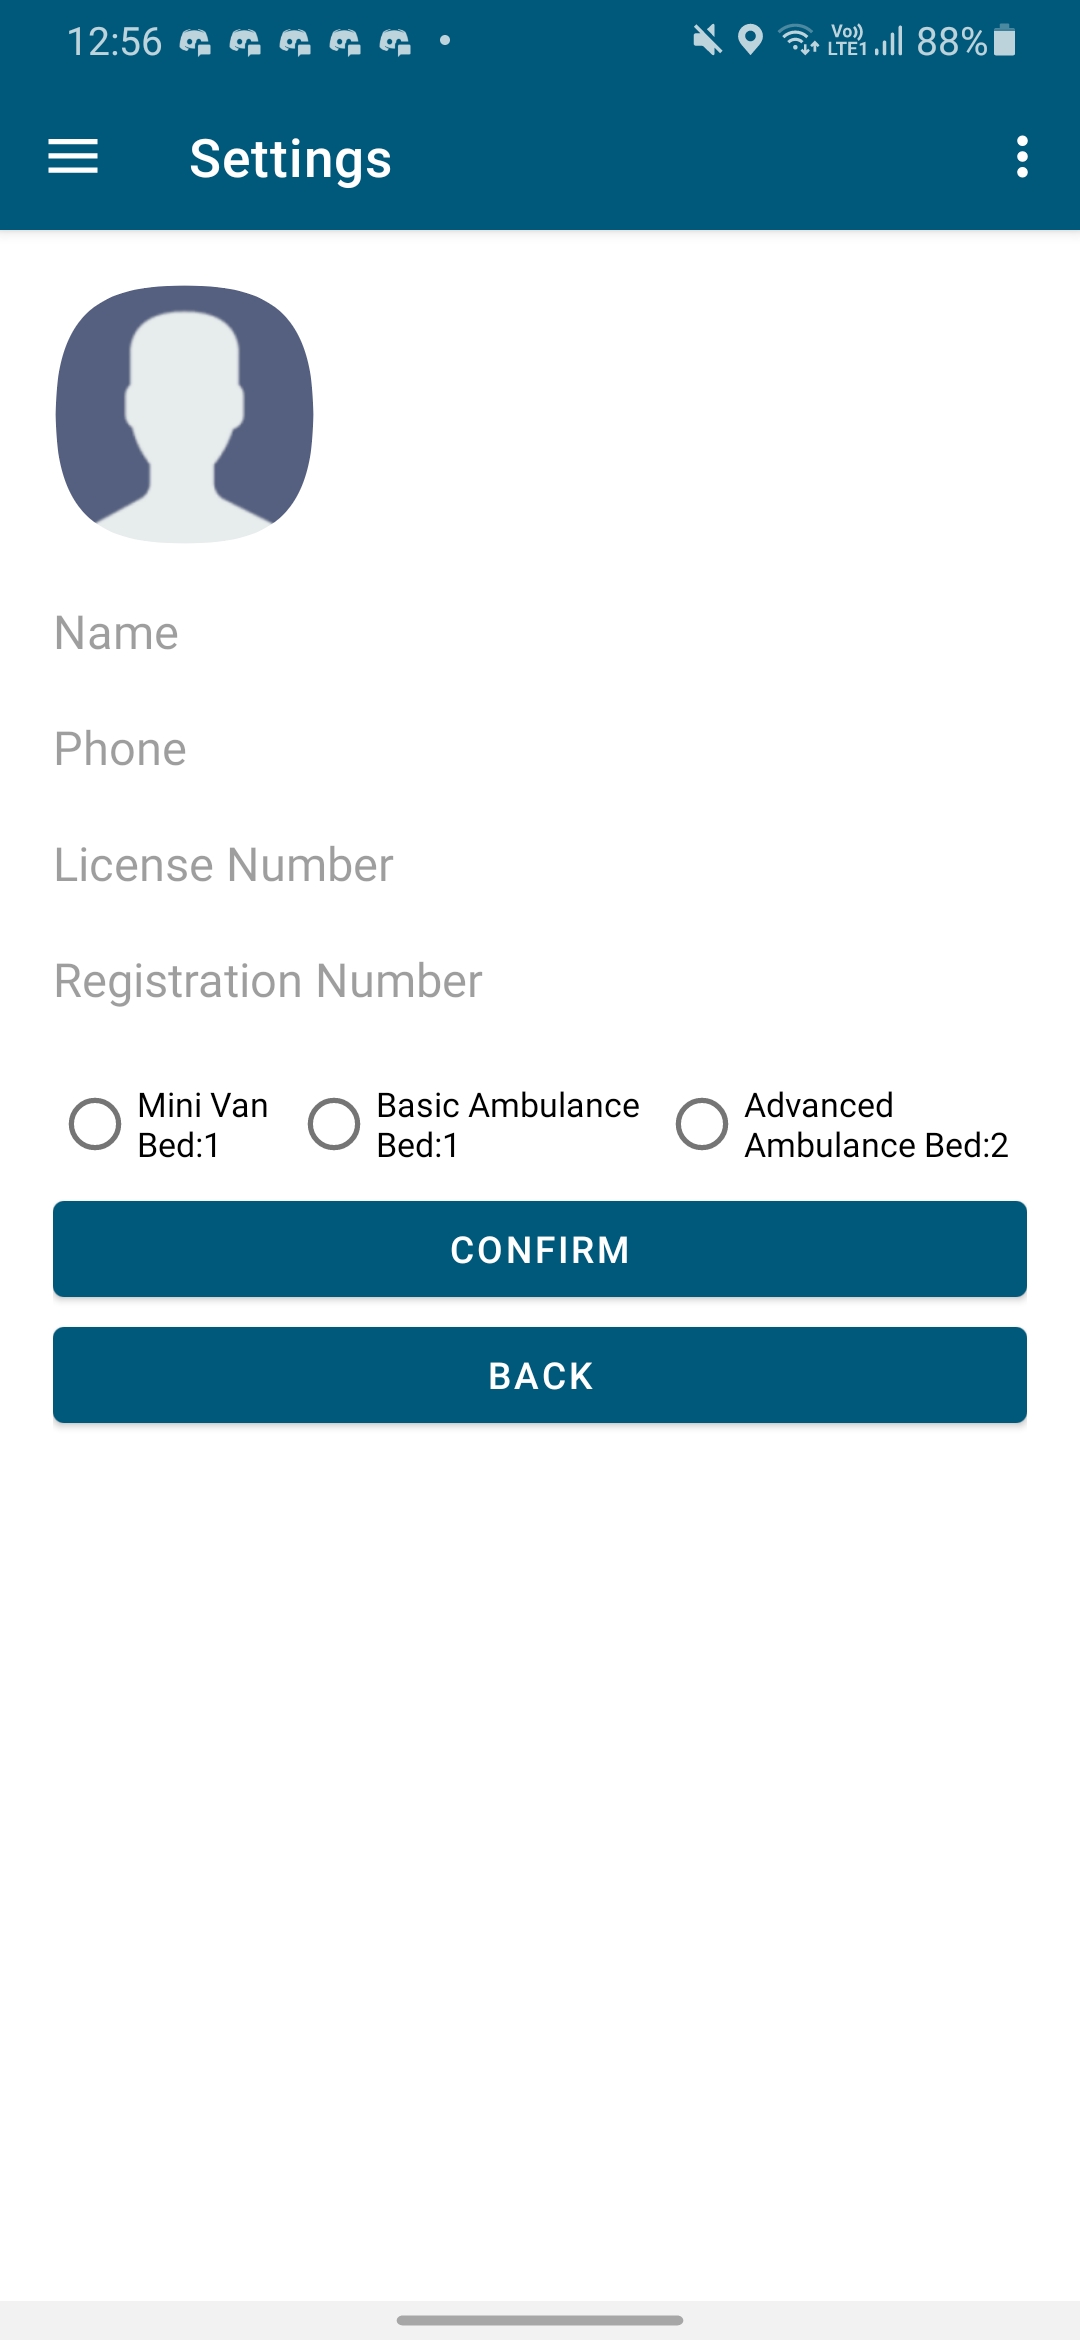 12:56 Vo)) LTE1 88%
Settings
Name
Phone
License Number
Registration Number
Mini Van Basic Ambulance Advanced
Bed:1 Bed:1 Ambulance Bed:2
CONFIRM
BACK